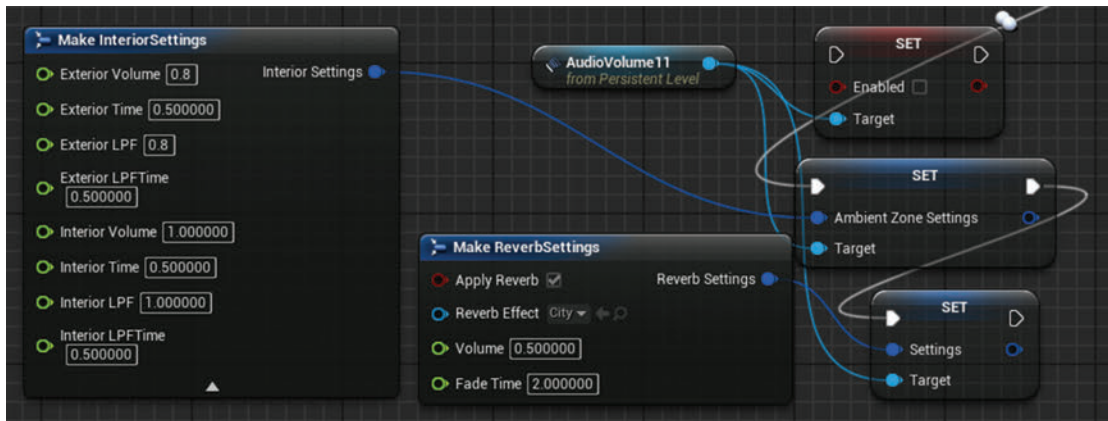 Make InteriorSettings
Exterior Volume 0.8 Interior Settings
Exterior Time 0.500000
Exterior LPF 0.8
Exterior LPFTime
0.500000
Interior Volume 1.000000
Interior Time 0.500000
Interior LPF 1.000000
Interior LPFTime
0.500000
AudioVolume11
from Persistent Level
SET
Enabled
Target
SET
Ambient Zone Settings
Target
Make ReverbSettings
Apply Reverb Reverb Settings
Reverb Effect City
Volume 0.500000
Fade Time 2.000000
SET
Settings
Target